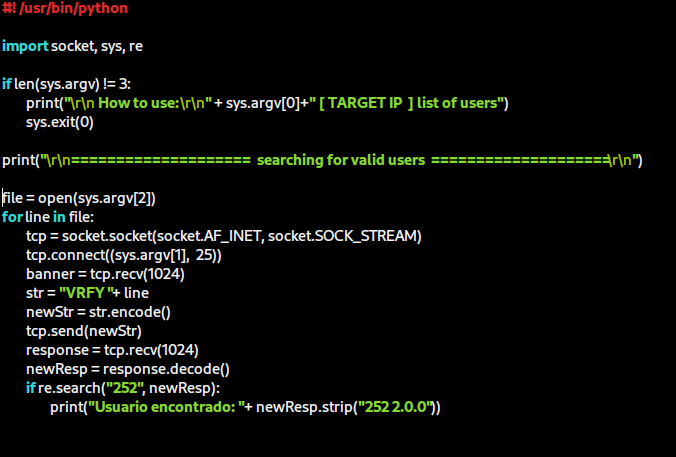 #! /usr/bin/python
import socket, sys, re
if len(sys.argv) != 3:
print("\r\n How to use:\r\n" + sys.argv[0]+" [ TARGET IP  ] list of users")
sys.exit(0)
print("\r\n====================  searching for valid users  ====================\r\n")
file = open(sys.argv[2])
for line in file:
tcp = socket.socket(socket.AF_INET, socket.SOCK_STREAM)
tcp.connect((sys.argv[1],  25))
banner = tcp.recv(1024)
str = "VRFY "+ line
newStr = str.encode()
tcp.send(newStr)
response = tcp.recv(1024)
newResp = response.decode()
if re.search("252", newResp):
print("Usuario encontrado: "+ newResp.strip("252 2.0.0"))